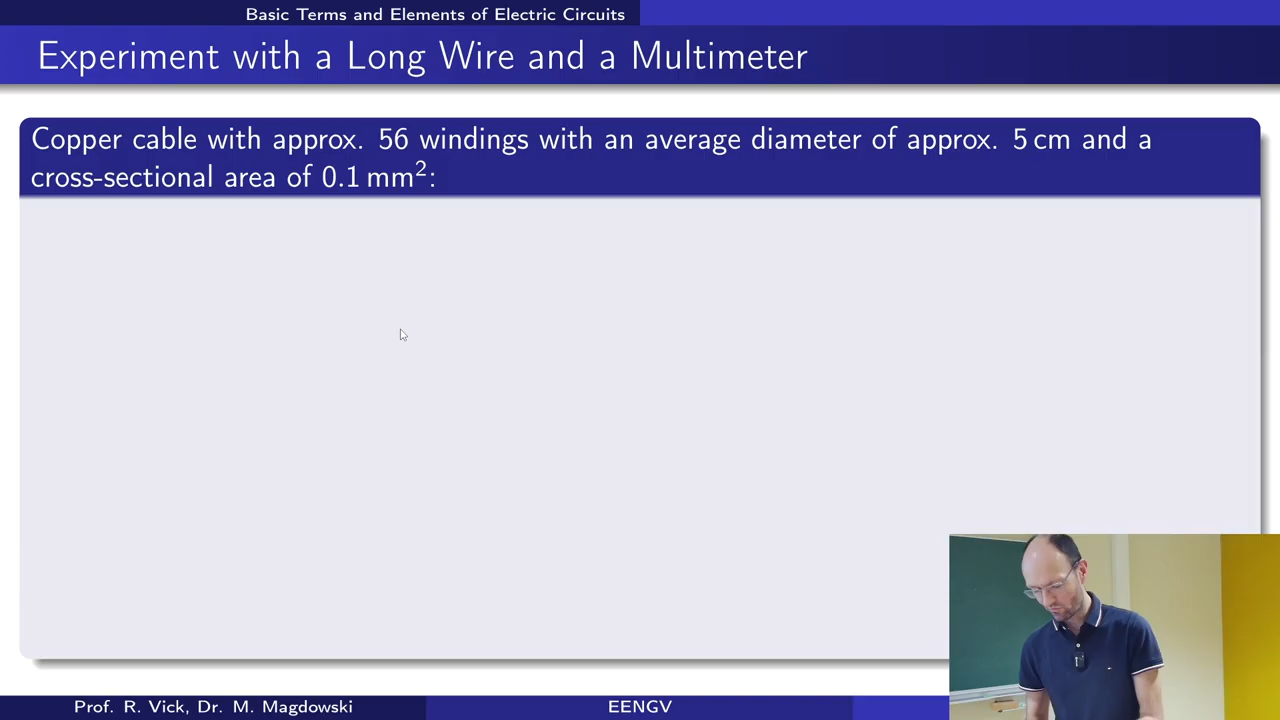 Basic Terms and Elements of Electric Circuits
Experiment with a Long Wire and a Multimeter
Copper cable with approx. 56 windings with an average diameter of approx. 5 cm and a
cross-sectional area of 0.1 mm²:
Prof. R. Vick, Dr. M. Magdowski
EENGV